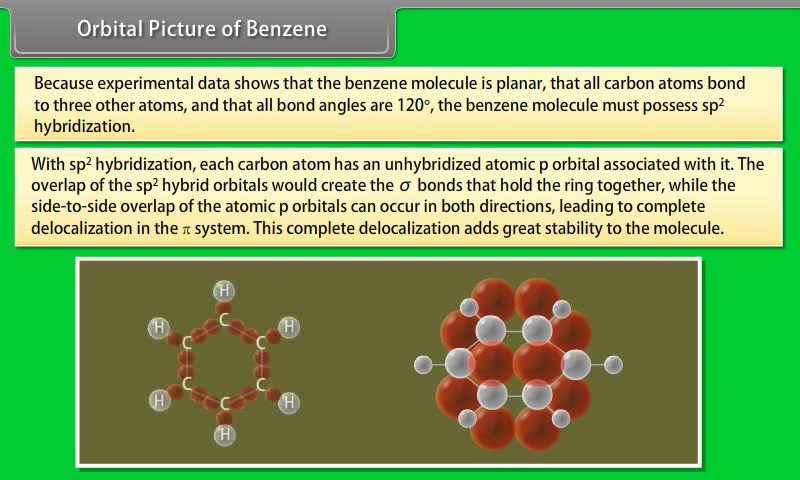 Orbital Picture of Benzene
Because experimental data shows that the benzene molecule is planar, that all carbon atoms bond
to three other atoms, and that all bond angles are 120°, the benzene molecule must possess sp²
hybridization.
With sp² hybridization, each carbon atom has an unhybridized atomic p orbital associated with it. The
overlap of the sp² hybrid orbitals would create the σ bonds that hold the ring together, while the
side-to-side overlap of the atomic p orbitals can occur in both directions, leading to complete
delocalization in the π system. This complete delocalization adds great stability to the molecule.
H
H H
C
C C
C C
C
H H
H